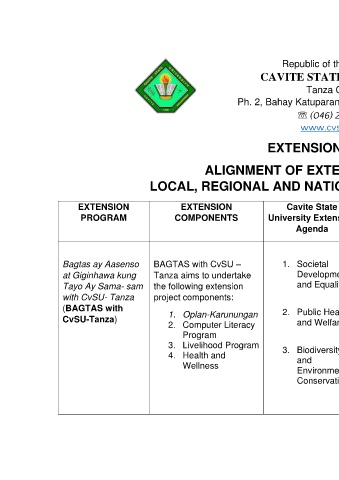 Republic of th
CAVITE STATE
Tanza C
Ph. 2, Bahay Katuparan
☏ (046) 2
www.cvs
EXTENSION
ALIGNMENT OF EXTE
LOCAL, REGIONAL AND NATIO
EXTENSION
PROGRAM
EXTENSION
COMPONENTS
Cavite State
University Extens
Agenda
Bagtas ay Aasenso
at Giginhawa kung
Tayo Ay Sama- sam
with CvSU- Tanza
(BAGTAS with
CvSU-Tanza)
BAGTAS with CvSU –
Tanza aims to undertake
the following extension
project components:
1. Oplan-Karunungan
2. Computer Literacy
Program
3. Livelihood Program
4. Health and
Wellness
1. Societal
Developme
and Equali
2. Public Hea
and Welfar
3. Biodiversity
and
Environme
Conservati